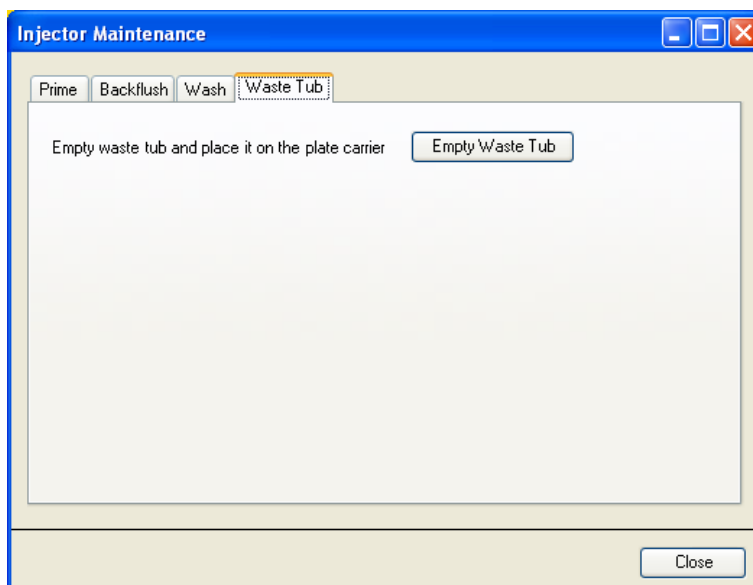 Injector Maintenance
Prime Backflush Wash Waste Tub
Empty waste tub and place it on the plate carrier Empty Waste Tub
Close